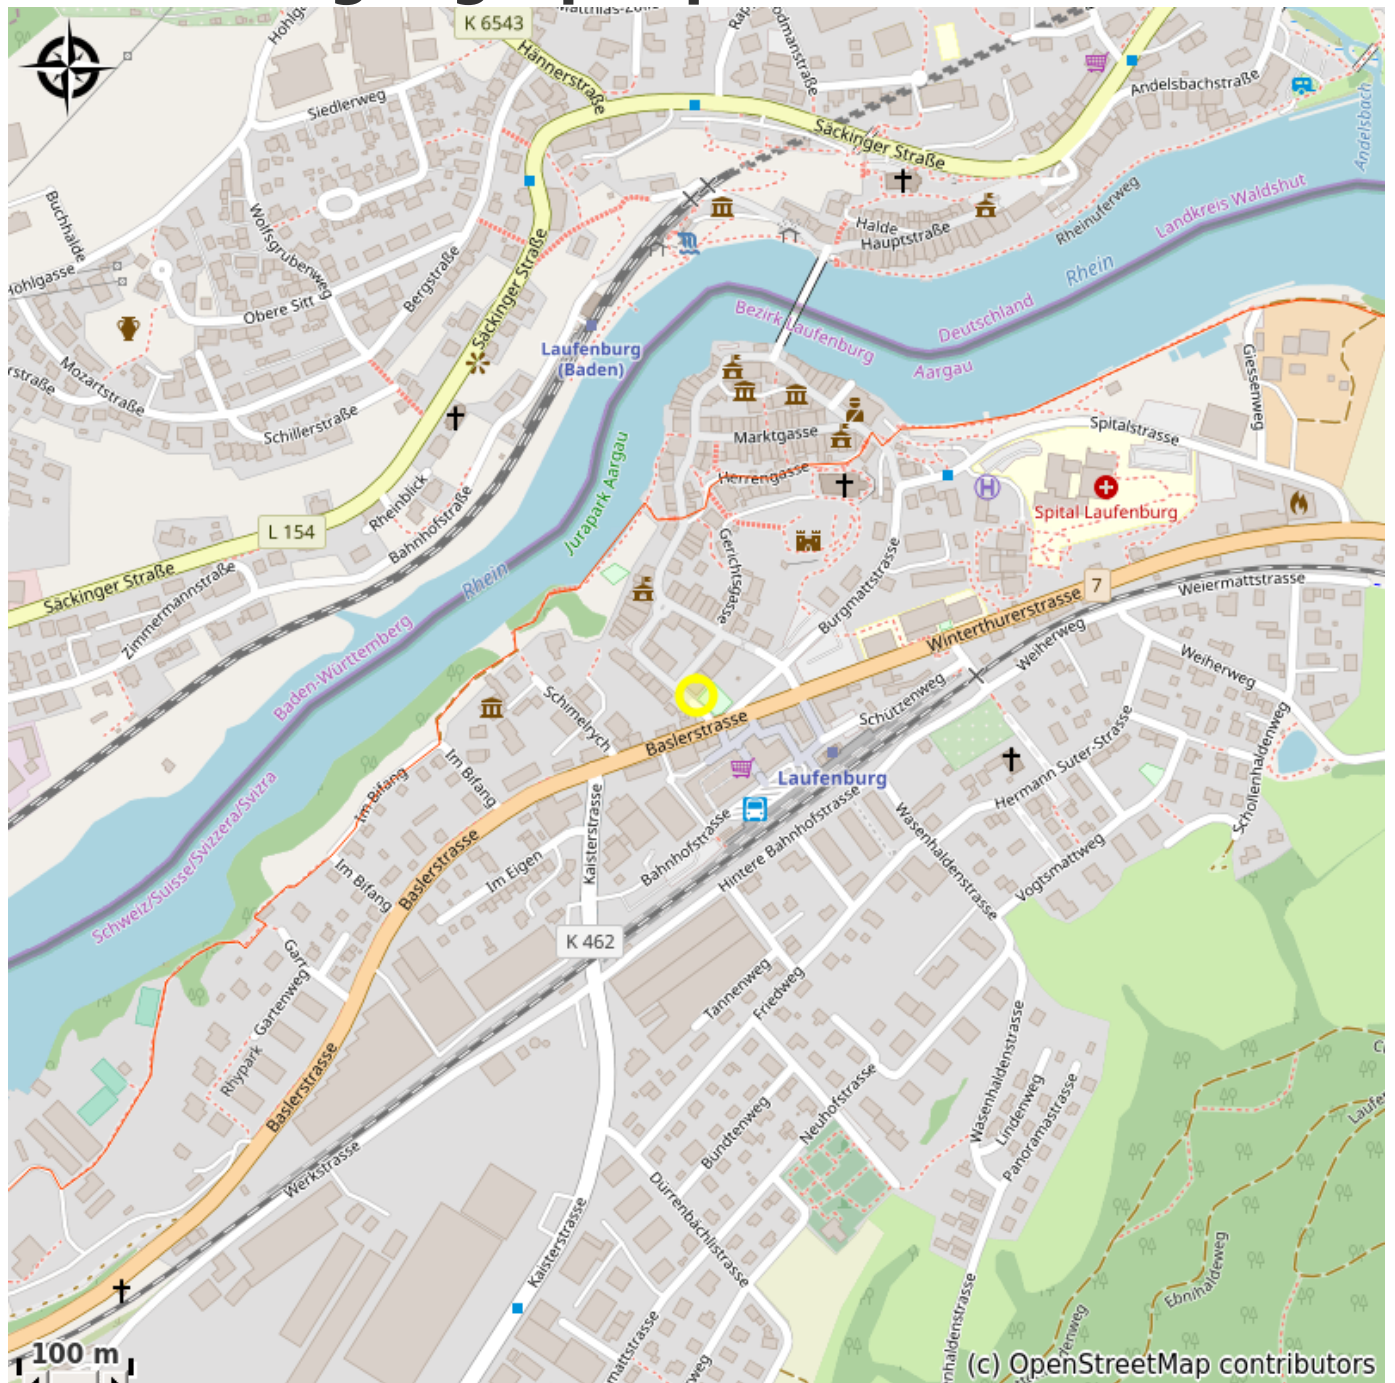 K 6543
Hännerstraße
Siedlerweg
Andelsbachstraße
Andelsbach
Säckinger Straße
Buchhalde
Wolfsgrubenweg
Bergstraße
Säckinger Straße
Halde
Hauptstraße
Rheinuferweg
Landkreis Waldshut
Rhein
Obere Sitt
Bezirk Laufenburg
Deutschland
Aargau
Laufenburg
(Baden)
Mozartstraße
Schillerstraße
Giessenweg
Marktgasse
Spitalstrasse
Herrengasse
Jurapark Aargau
Rheinblick
Bahnhofstraße
Spital Laufenburg
L 154
Gerichtsgasse
Säckinger Straße
Zimmermannstraße
Rhein
Burgmattstrasse
7
Weiermattstrasse
Winterthurerstrasse
Weiherweg
Weiherweg
Baden-Württemberg
Schimelrych
Schützenweg
Baslerstrasse
Laufenburg
Hermann Suter-Strasse
Schollenhaldenweg
Im Bifang
Im Bifang
Schweiz/Suisse/Svizzera/Svizra
Kaisterstrasse
Bahnhofstrasse
Hintere Bahnhofstrasse
Wasenhaldenstrasse
Vogtsmattweg
Im Bifang
Baslerstrasse
Im Eigen
K 462
Gartenweg
Tannenweg
Friedweg
Rhypark
Baslerstrasse
Wasenhaldenstrasse
Lindenweg
Panoramastrasse
Neuhofstrasse
Bundtenweg
Werkstrasse
Dürrenbächlistrasse
Kaisterstrasse
Ebnihaldeweg
100 m
(c) OpenStreetMap contributors